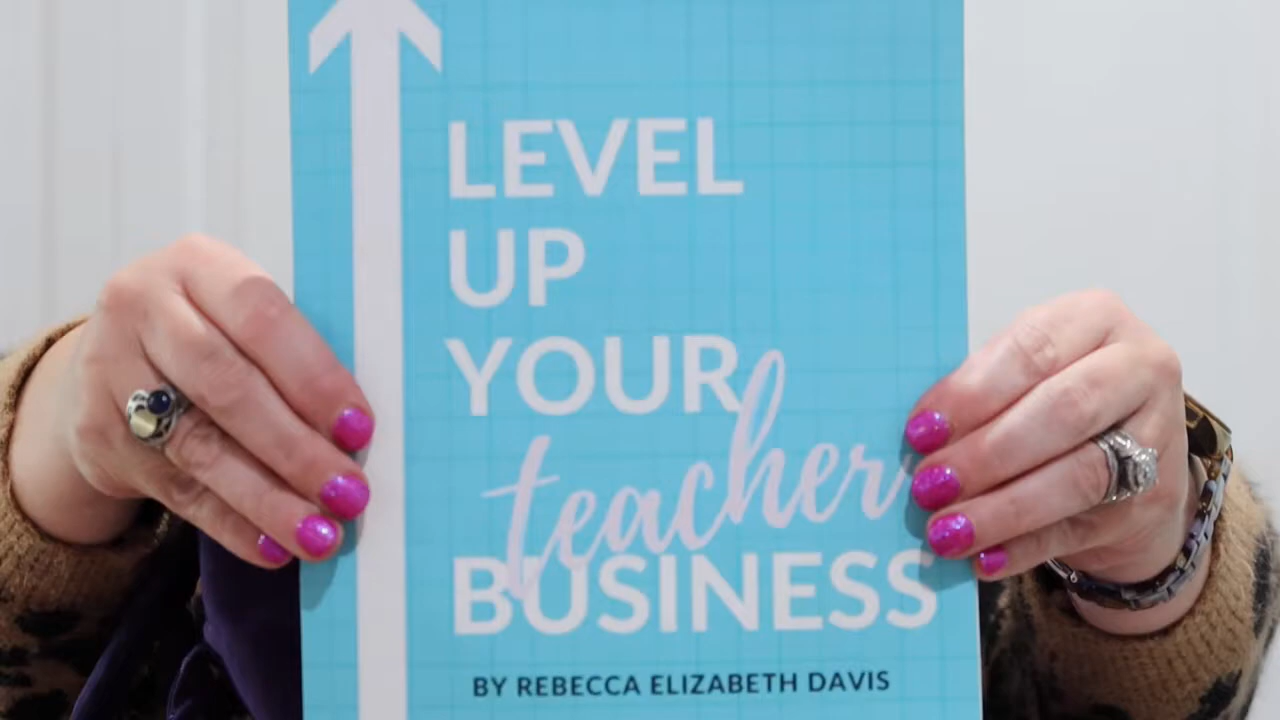 LEVEL
UP
YOUR
teacher
BUSINESS
BY REBECCA ELIZABETH DAVIS